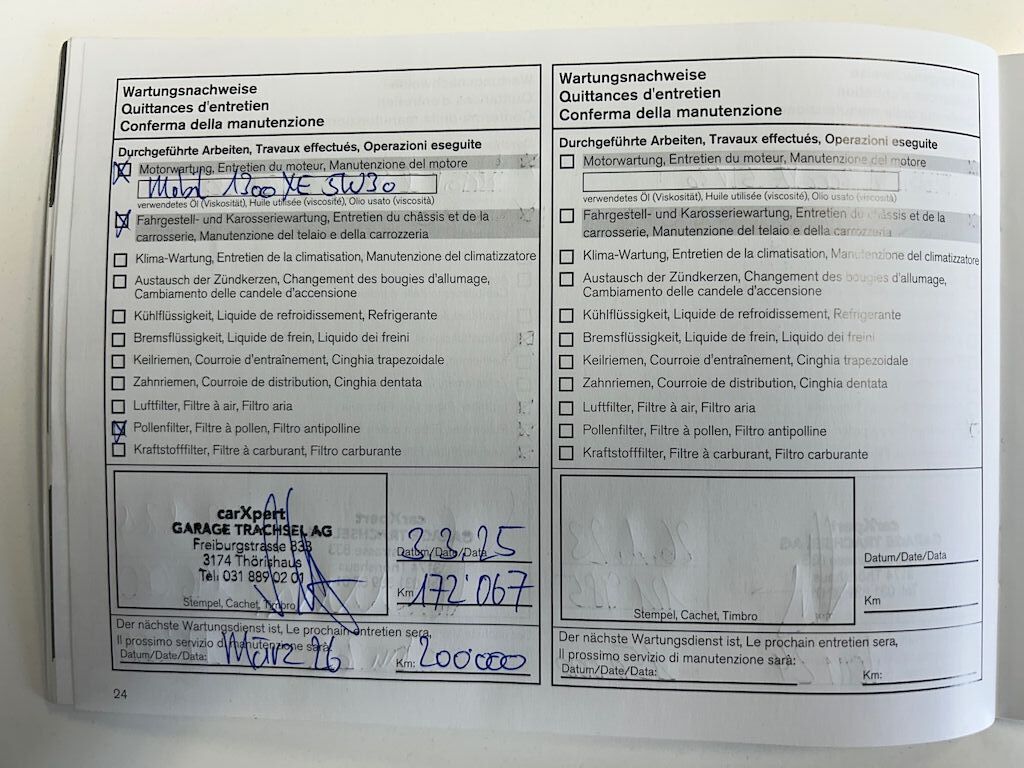 Wartungsnachweise
Quittances d'entretien
Conferma della manutenzione
Durchgeführte Arbeiten, Travaux effectués, Operazioni eseguite
Motorwartung, Entretien du moteur, Manutenzione del motore
Mobil 1300 XE 5W30
verwendetes Öl (Viskosität), Huile utilisée (viscosité), Olio usato (viscosità)
Fahrgestell- und Karosseriewartung, Entretien du châssis et de la
carrosserie, Manutenzione del telaio e della carrozzeria
Klima-Wartung, Entretien de la climatisation, Manutenzione del climatizzatore
Austausch der Zündkerzen, Changement des bougies d'allumage,
Cambiamento delle candele d'accensione
Kühlflüssigkeit, Liquide de refroidissement, Refrigerante
Bremsflüssigkeit, Liquide de frein, Liquido dei freini
Keilriemen, Courroie d'entraînement, Cinghia trapezoidale
Zahnriemen, Courroie de distribution, Cinghia dentata
Luftfilter, Filtre à air, Filtro aria
Pollenfilter, Filtre à pollen, Filtro antipolline
Kraftstofffilter, Filtre à carburant, Filtro carburante
carXpert
GARAGE TRACHSEL AG
Freiburgstrasse 833
3174 Thörishaus
Tel. 031 889 02 01
Stempel, Cachet, Timbro
Datum/Date/Data 3.3.25
Km 172'067
Der nächste Wartungsdienst ist, Le prochain entretien sera,
Il prossimo servizio di manutenzione sarà:
Datum/Date/Data: März 26 Km: 200'000
24
Wartungsnachweise
Quittances d'entretien
Conferma della manutenzione
Durchgeführte Arbeiten, Travaux effectués, Operazioni eseguite
Motorwartung, Entretien du moteur, Manutenzione del motore
verwendetes Öl (Viskosität), Huile utilisée (viscosité), Olio usato (viscosità)
Fahrgestell- und Karosseriewartung, Entretien du châssis et de la
carrosserie, Manutenzione del telaio e della carrozzeria
Klima-Wartung, Entretien de la climatisation, Manutenzione del climatizzatore
Austausch der Zündkerzen, Changement des bougies d'allumage,
Cambiamento delle candele d'accensione
Kühlflüssigkeit, Liquide de refroidissement, Refrigerante
Bremsflüssigkeit, Liquide de frein, Liquido dei freini
Keilriemen, Courroie d'entraînement, Cinghia trapezoidale
Zahnriemen, Courroie de distribution, Cinghia dentata
Luftfilter, Filtre à air, Filtro aria
Pollenfilter, Filtre à pollen, Filtro antipolline
Kraftstofffilter, Filtre à carburant, Filtro carburante
Stempel, Cachet, Timbro
Datum/Date/Data
Km
Der nächste Wartungsdienst ist, Le prochain entretien sera,
Il prossimo servizio di manutenzione sarà:
Datum/Date/Data: Km: